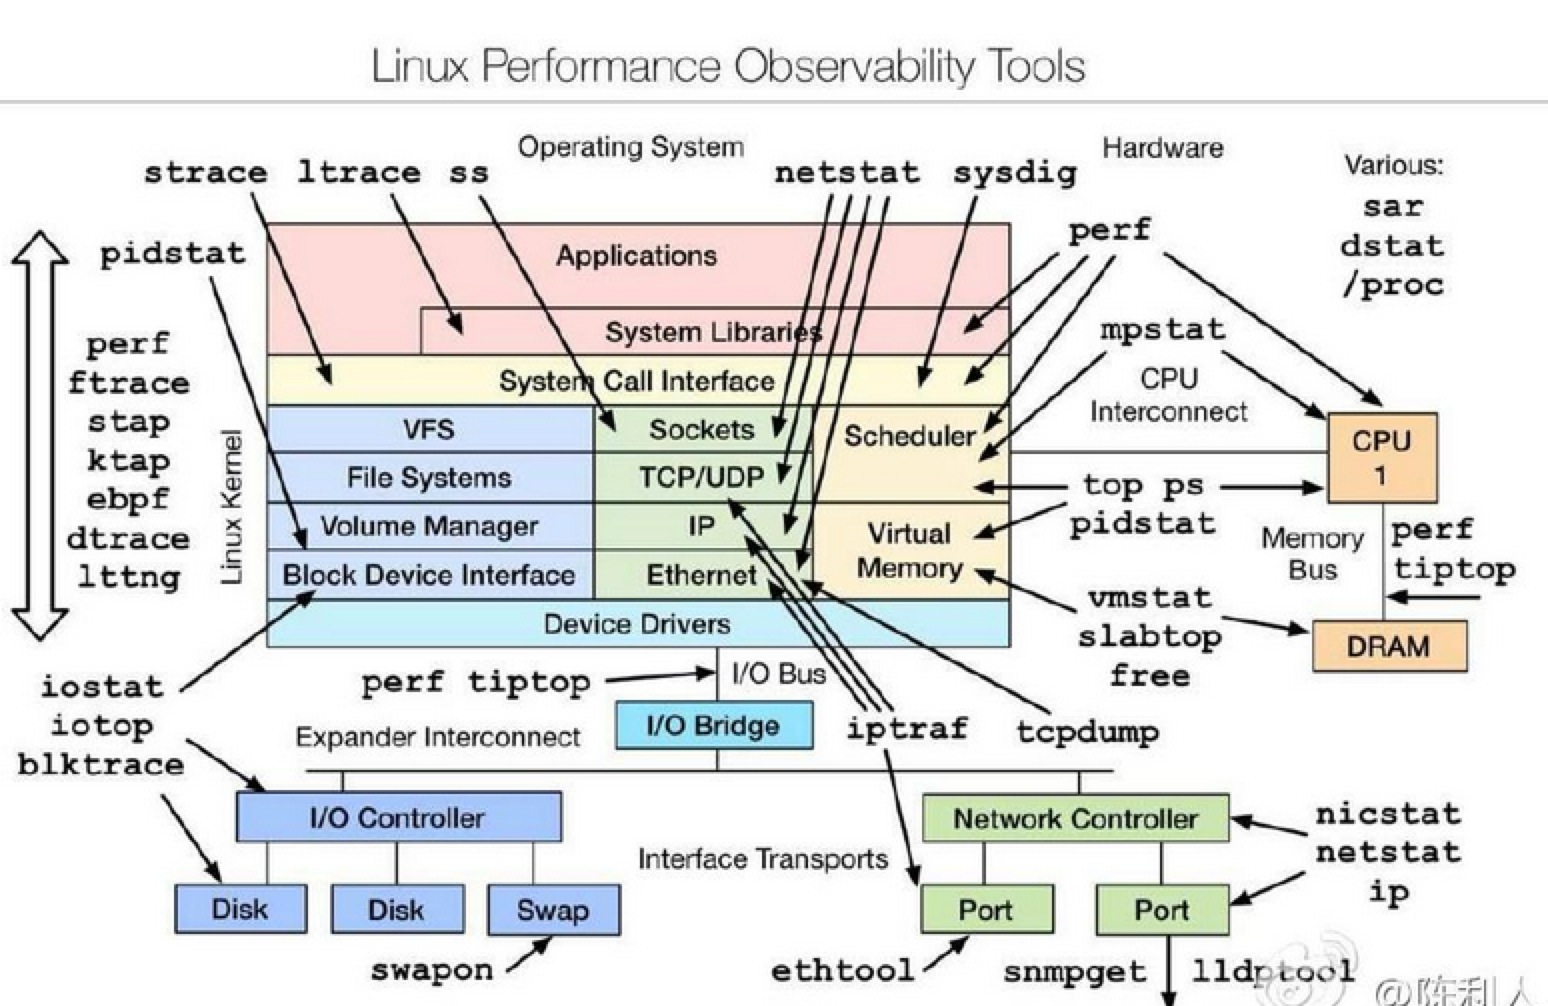 Linux Performance Observability Tools
Operating System
Hardware
Various:
strace ltrace ss
netstat sysdig
sar
dstat
/proc
perf
pidstat
Applications
System Libraries
mpstat
perf
ftrace
stap
ktap
ebpf
dtrace
lttng
System Call Interface
CPU
Interconnect
Linux Kernel
VFS
Sockets
Scheduler
CPU
1
File Systems
TCP/UDP
top ps
pidstat
Volume Manager
IP
Virtual
Memory
Memory
Bus
perf
tiptop
Block Device Interface
Ethernet
vmstat
slabtop
free
Device Drivers
DRAM
iostat
iotop
blktrace
perf tiptop
I/O Bus
I/O Bridge
iptraf
tcpdump
Expander Interconnect
I/O Controller
Network Controller
nicstat
netstat
ip
Interface Transports
Disk
Disk
Swap
Port
Port
swapon
ethtool
snmpget
lldptool
@陈利人